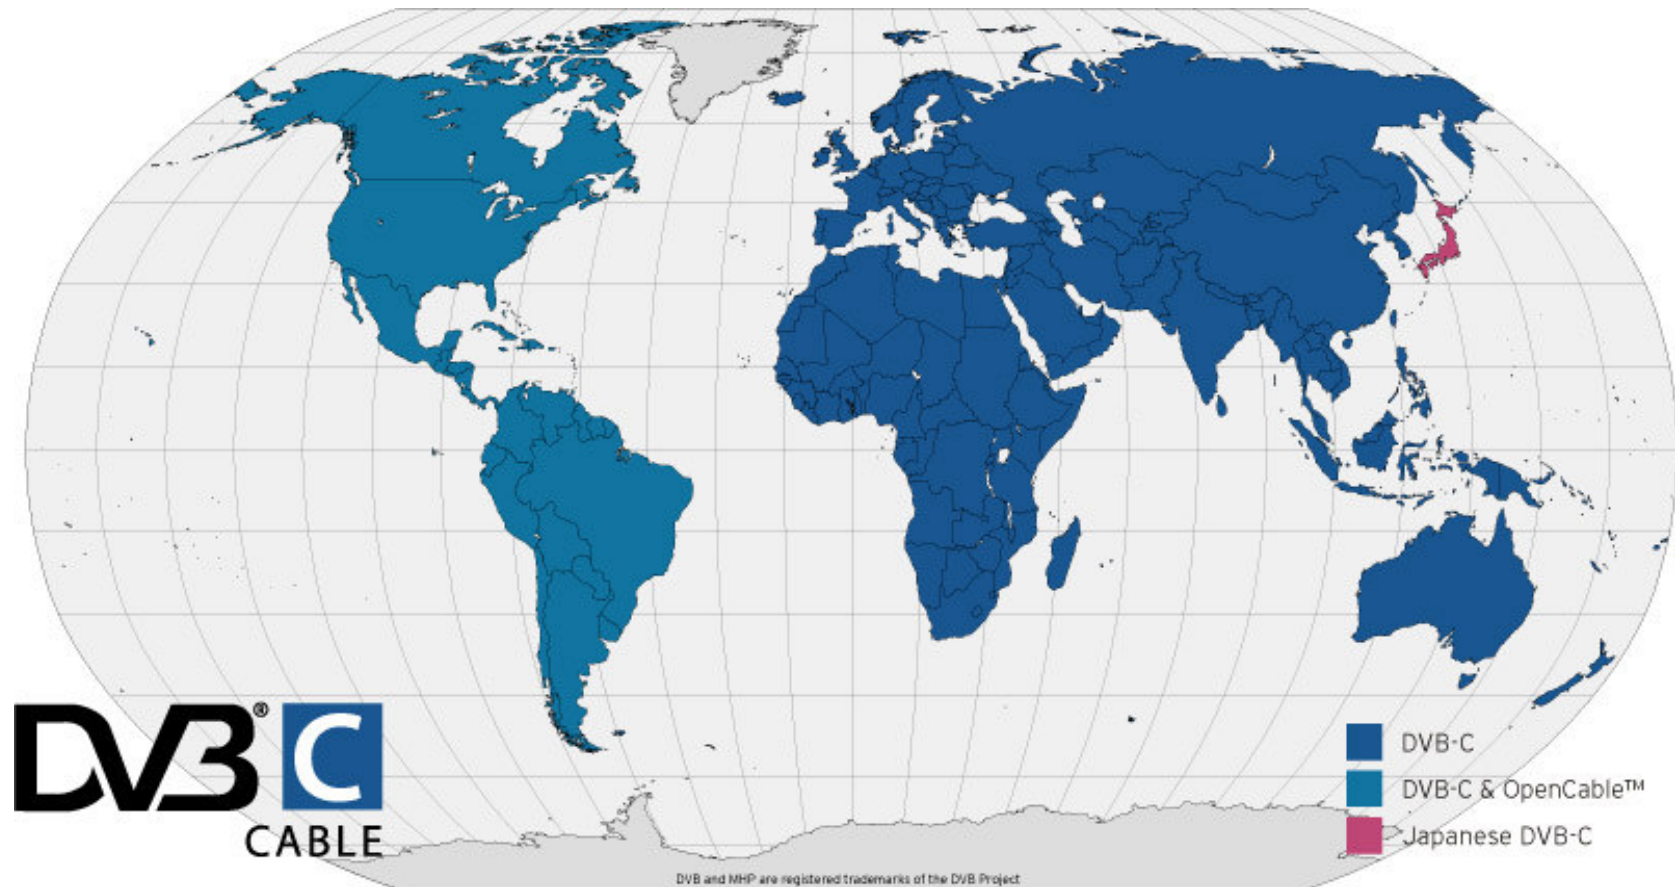 DVB® C
CABLE
DVB-C
DVB-C & OpenCable™
Japanese DVB-C
DVB and MHP are registered trademarks of the DVB Project